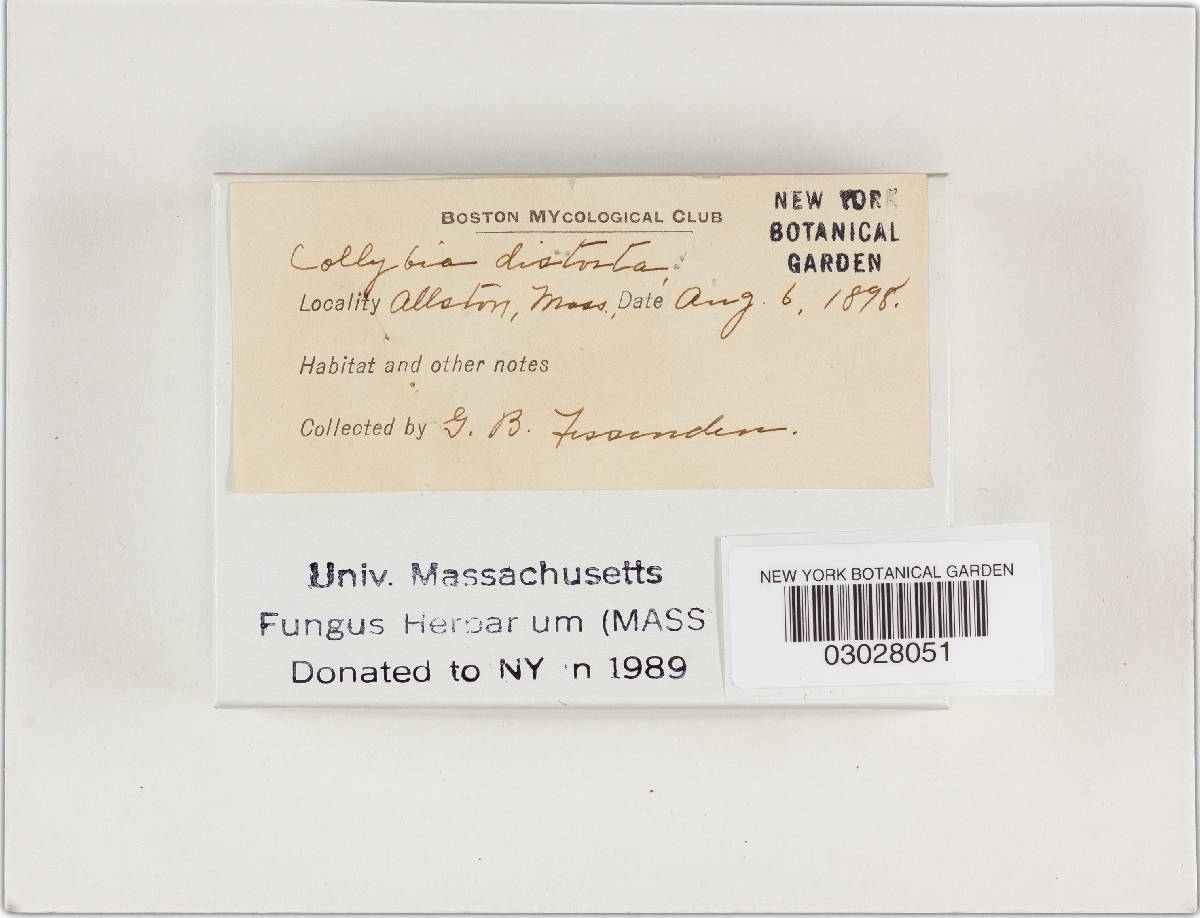 BOSTON MYCOLOGICAL CLUB
NEW YORK
BOTANICAL
GARDEN
Collybia distorta.
Locality Allston, Mass., Date Aug. 6, 1898.
Habitat and other notes
Collected by G. B. Fessenden.
Univ. Massachusetts
Fungus Herbarium (MASS
Donated to NY in 1989
NEW YORK BOTANICAL GARDEN
03028051